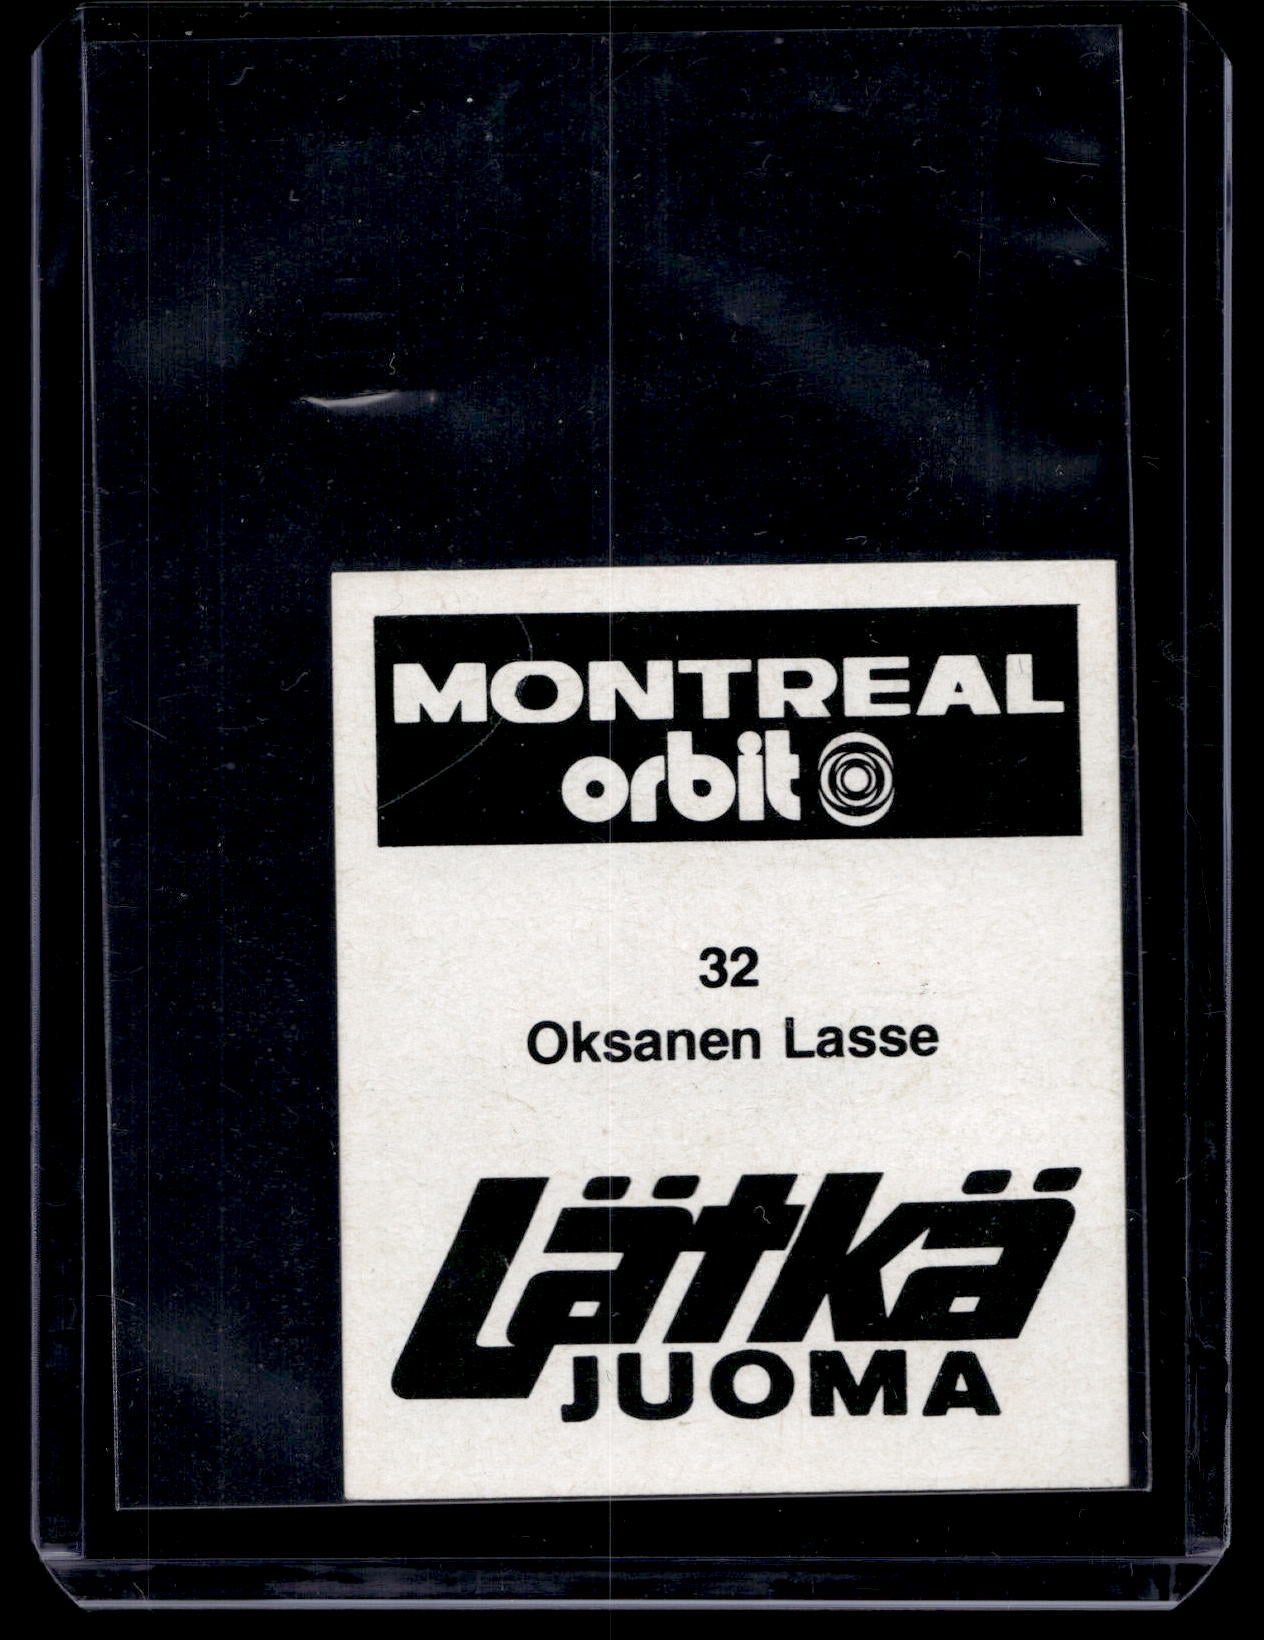 MONTREAL
orbit
32
Oksanen Lasse
Lätkä
JUOMA